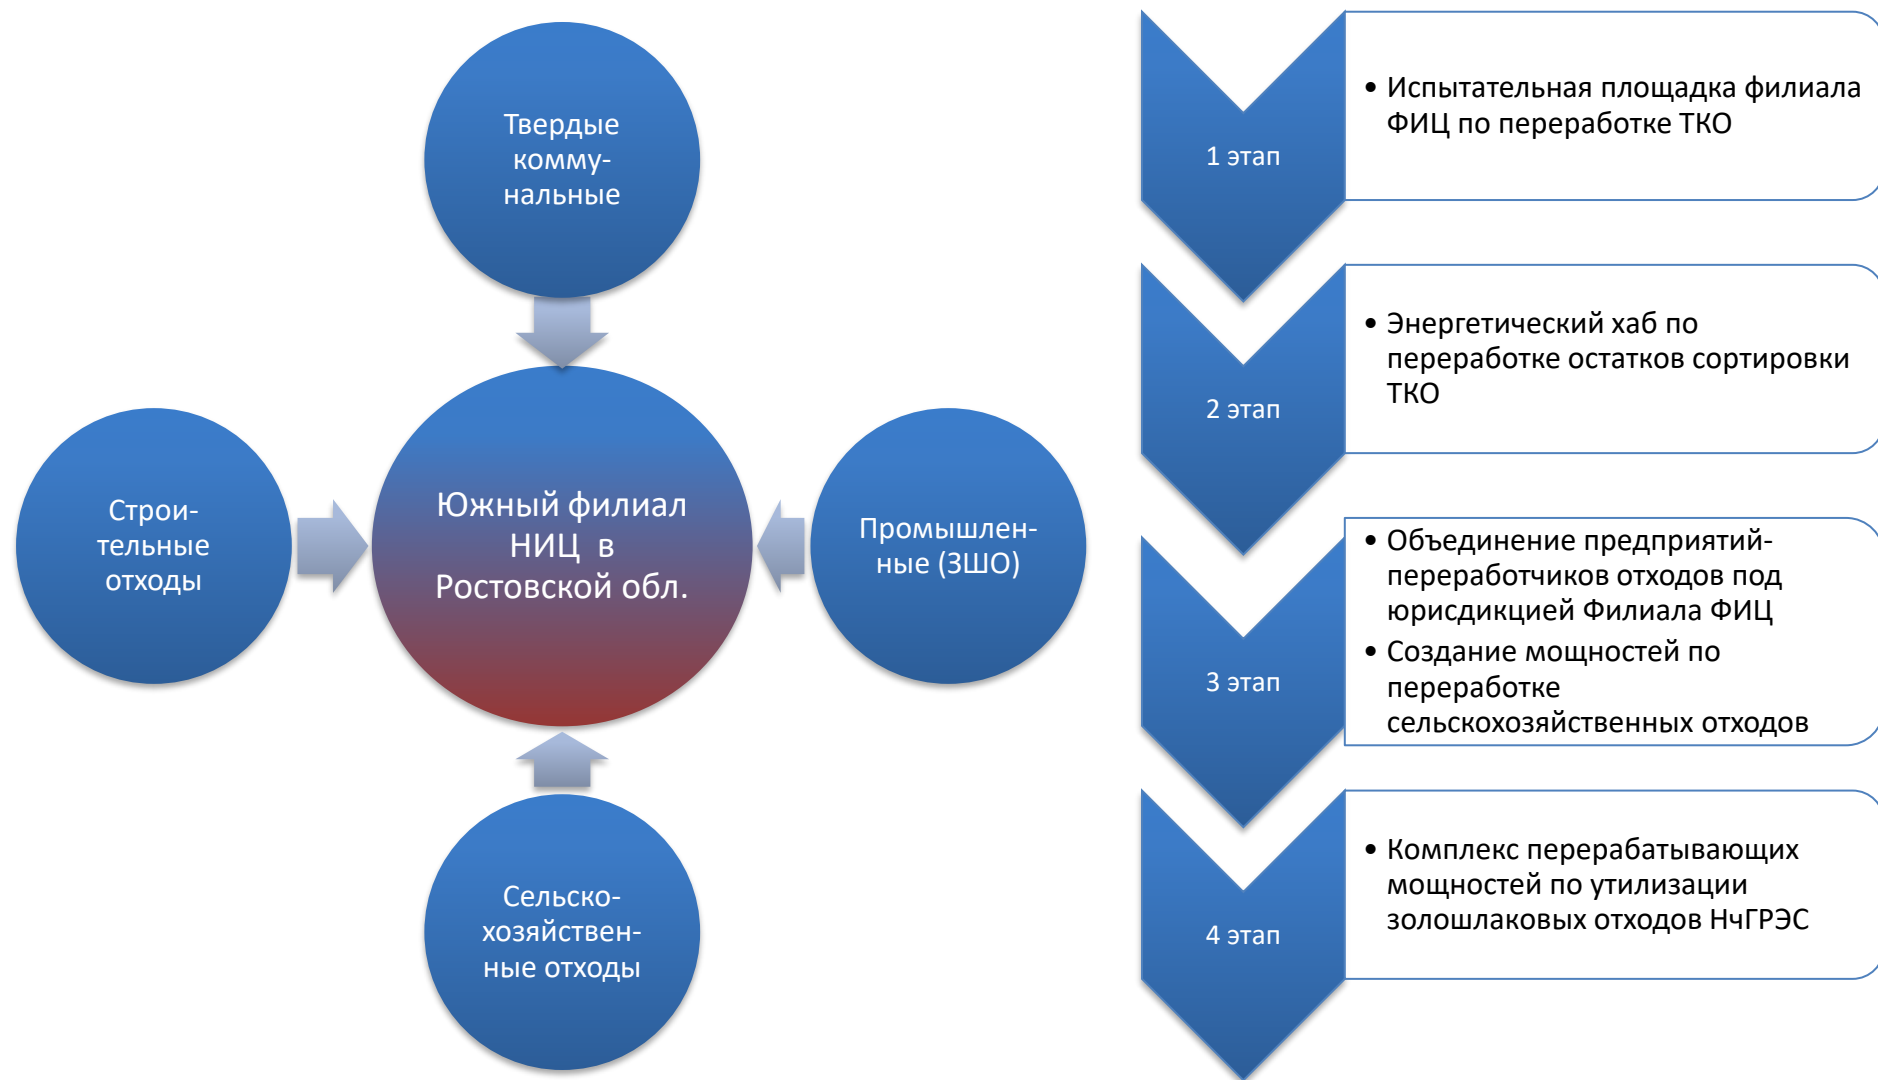 Твердые
комму-
нальные
Строи-
тельные
отходы
Южный филиал
НИЦ в
Ростовской обл.
Промышлен-
ные (ЗШО)
Сельско-
хозяйствен-
ные отходы
1 этап
• Испытательная площадка филиала
ФИЦ по переработке ТКО
2 этап
• Энергетический хаб по
переработке остатков сортировки
ТКО
3 этап
• Объединение предприятий-
переработчиков отходов под
юрисдикцией Филиала ФИЦ
• Создание мощностей по
переработке
сельскохозяйственных отходов
4 этап
• Комплекс перерабатывающих
мощностей по утилизации
золошлаковых отходов НчГРЭС